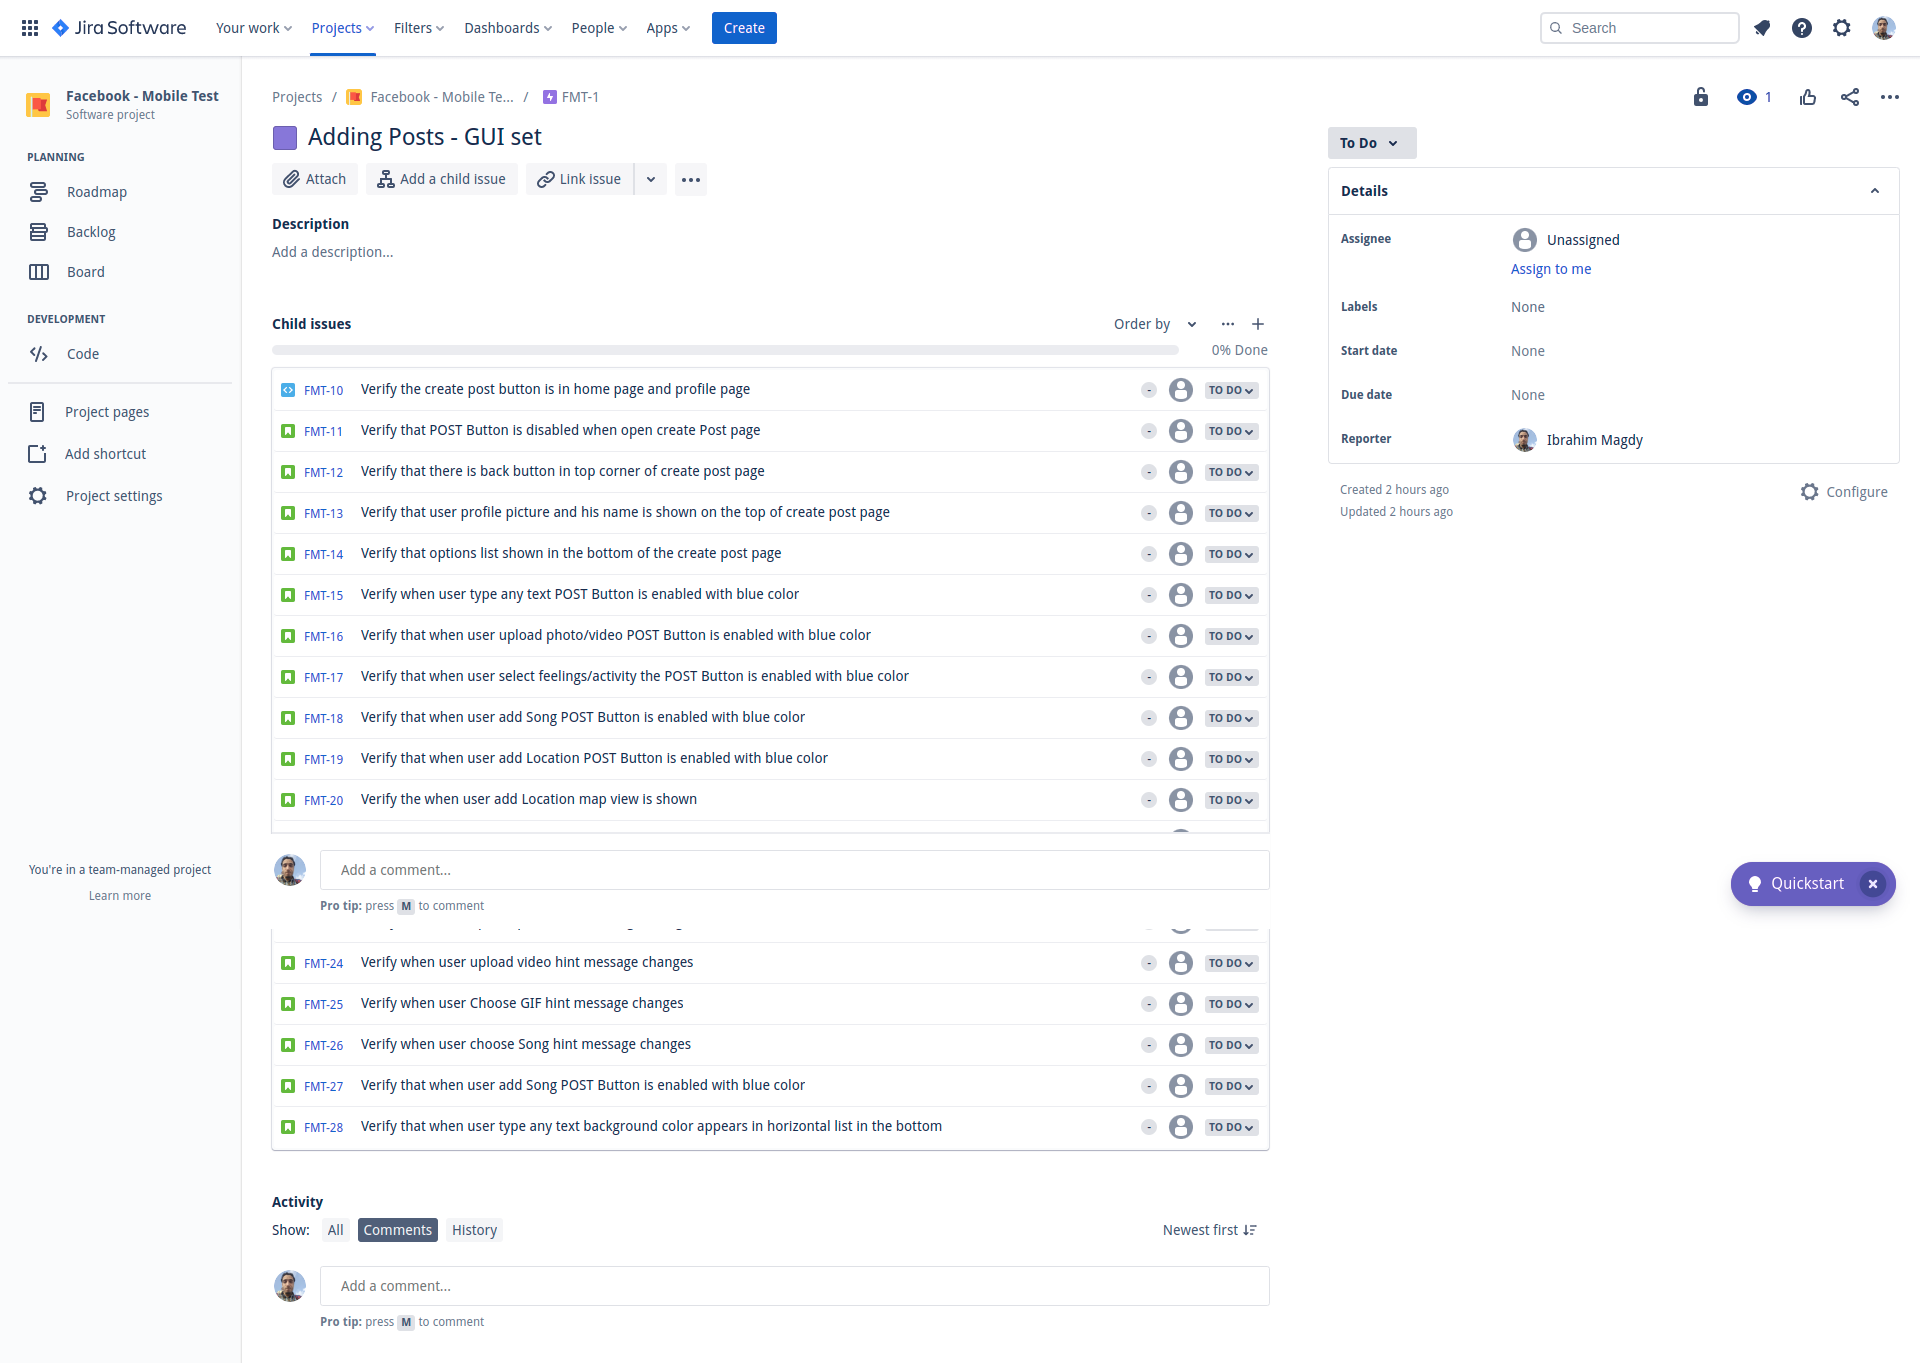 Jira Software
Your work
Projects
Filters
Dashboards
People
Apps
Create
Search
Facebook - Mobile Test
Software project
PLANNING
Roadmap
Backlog
Board
DEVELOPMENT
Code
Project pages
Add shortcut
Project settings
You're in a team-managed project
Learn more
Projects / Facebook - Mobile Te... / FMT-1
1
Adding Posts - GUI set
Attach
Add a child issue
Link issue
Description
Add a description...
Child issues
Order by
0% Done
FMT-10 Verify the create post button is in home page and profile page - TO DO
FMT-11 Verify that POST Button is disabled when open create Post page - TO DO
FMT-12 Verify that there is back button in top corner of create post page - TO DO
FMT-13 Verify that user profile picture and his name is shown on the top of create post page - TO DO
FMT-14 Verify that options list shown in the bottom of the create post page - TO DO
FMT-15 Verify when user type any text POST Button is enabled with blue color - TO DO
FMT-16 Verify that when user upload photo/video POST Button is enabled with blue color - TO DO
FMT-17 Verify that when user select feelings/activity the POST Button is enabled with blue color - TO DO
FMT-18 Verify that when user add Song POST Button is enabled with blue color - TO DO
FMT-19 Verify that when user add Location POST Button is enabled with blue color - TO DO
FMT-20 Verify the when user add Location map view is shown - TO DO
Add a comment...
Pro tip: press M to comment
FMT-24 Verify when user upload video hint message changes - TO DO
FMT-25 Verify when user Choose GIF hint message changes - TO DO
FMT-26 Verify when user choose Song hint message changes - TO DO
FMT-27 Verify that when user add Song POST Button is enabled with blue color - TO DO
FMT-28 Verify that when user type any text background color appears in horizontal list in the bottom - TO DO
Activity
Show: All Comments History
Newest first
Add a comment...
Pro tip: press M to comment
To Do
Details
Assignee Unassigned
Assign to me
Labels None
Start date None
Due date None
Reporter Ibrahim Magdy
Created 2 hours ago
Updated 2 hours ago
Configure
Quickstart